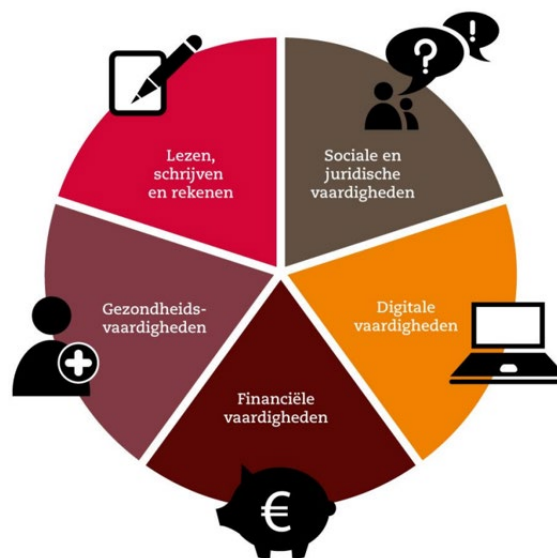 Lezen,
schrijven
en rekenen
Sociale en
juridische
vaardigheden
?
!
Gezondheids-
vaardigheden
Digitale
vaardigheden
Financiële
vaardigheden
€